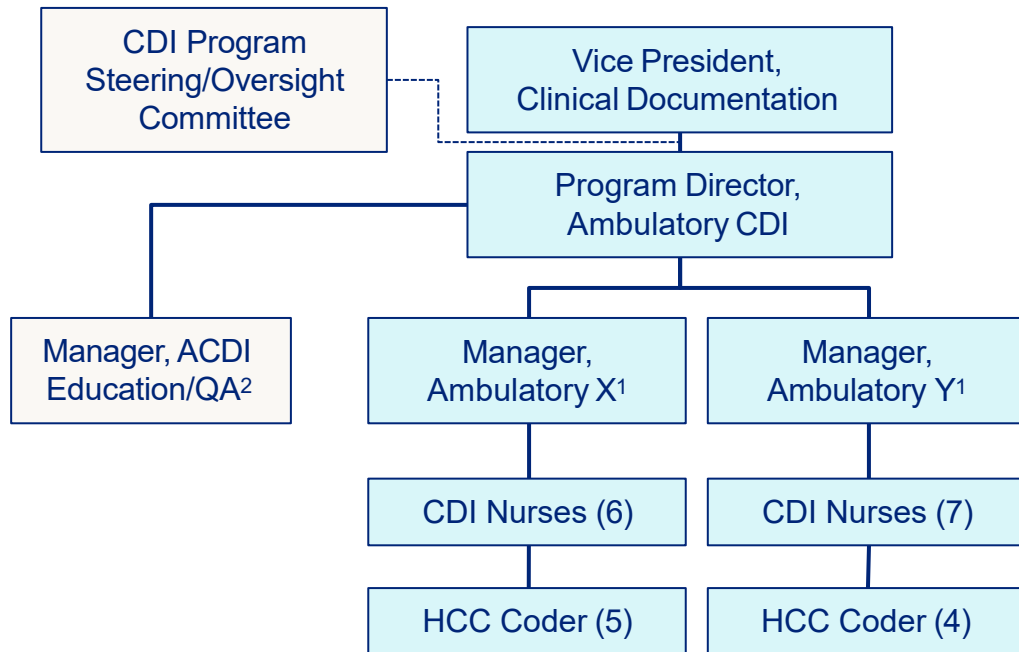 CDI Program
Steering/Oversight
Committee
Vice President,
Clinical Documentation
Program Director,
Ambulatory CDI
Manager, ACDI
Education/QA²
Manager,
Ambulatory X¹
Manager,
Ambulatory Y¹
CDI Nurses (6)
CDI Nurses (7)
HCC Coder (5)
HCC Coder (4)